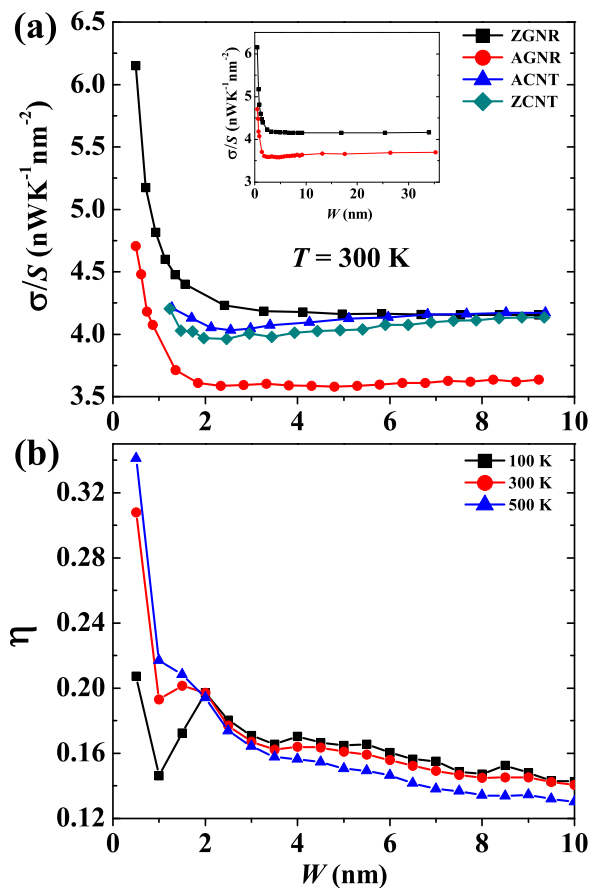 (a)
ZGNR
AGNR
ACNT
ZCNT
σ/S (nWK⁻¹nm⁻²)
6.5
6.0
5.5
5.0
4.5
4.0
3.5
0 2 4 6 8 10
T = 300 K
σ/S (nWK⁻¹nm⁻²)
6
5
4
3
0 10 20 30
W (nm)
(b)
100 K
300 K
500 K
η
0.32
0.28
0.24
0.20
0.16
0.12
0 2 4 6 8 10
W (nm)